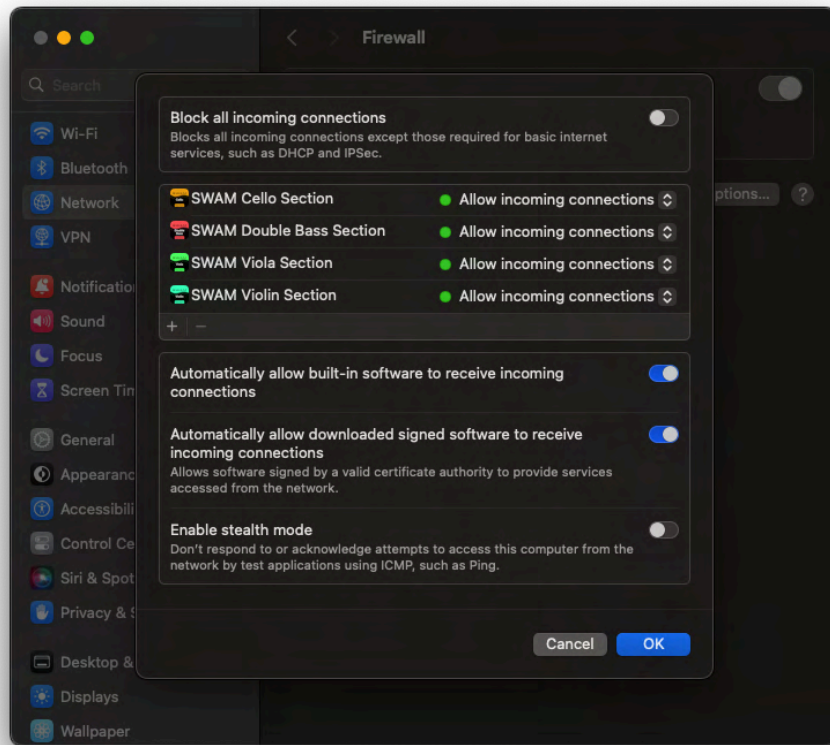 Firewall
Search
Wi-Fi
Bluetooth
Network
VPN
Notification
Sound
Focus
Screen Tim
General
Appearanc
Accessibili
Control Ce
Siri & Spot
Privacy & S
Desktop &
Displays
Wallpaper
ptions...
?
Block all incoming connections
Blocks all incoming connections except those required for basic internet
services, such as DHCP and IPSec.
SWAM Cello Section Allow incoming connections
SWAM Double Bass Section Allow incoming connections
SWAM Viola Section Allow incoming connections
SWAM Violin Section Allow incoming connections
+ −
Automatically allow built-in software to receive incoming
connections
Automatically allow downloaded signed software to receive
incoming connections
Allows software signed by a valid certificate authority to provide services
accessed from the network.
Enable stealth mode
Don't respond to or acknowledge attempts to access this computer from the
network by test applications using ICMP, such as Ping.
Cancel OK